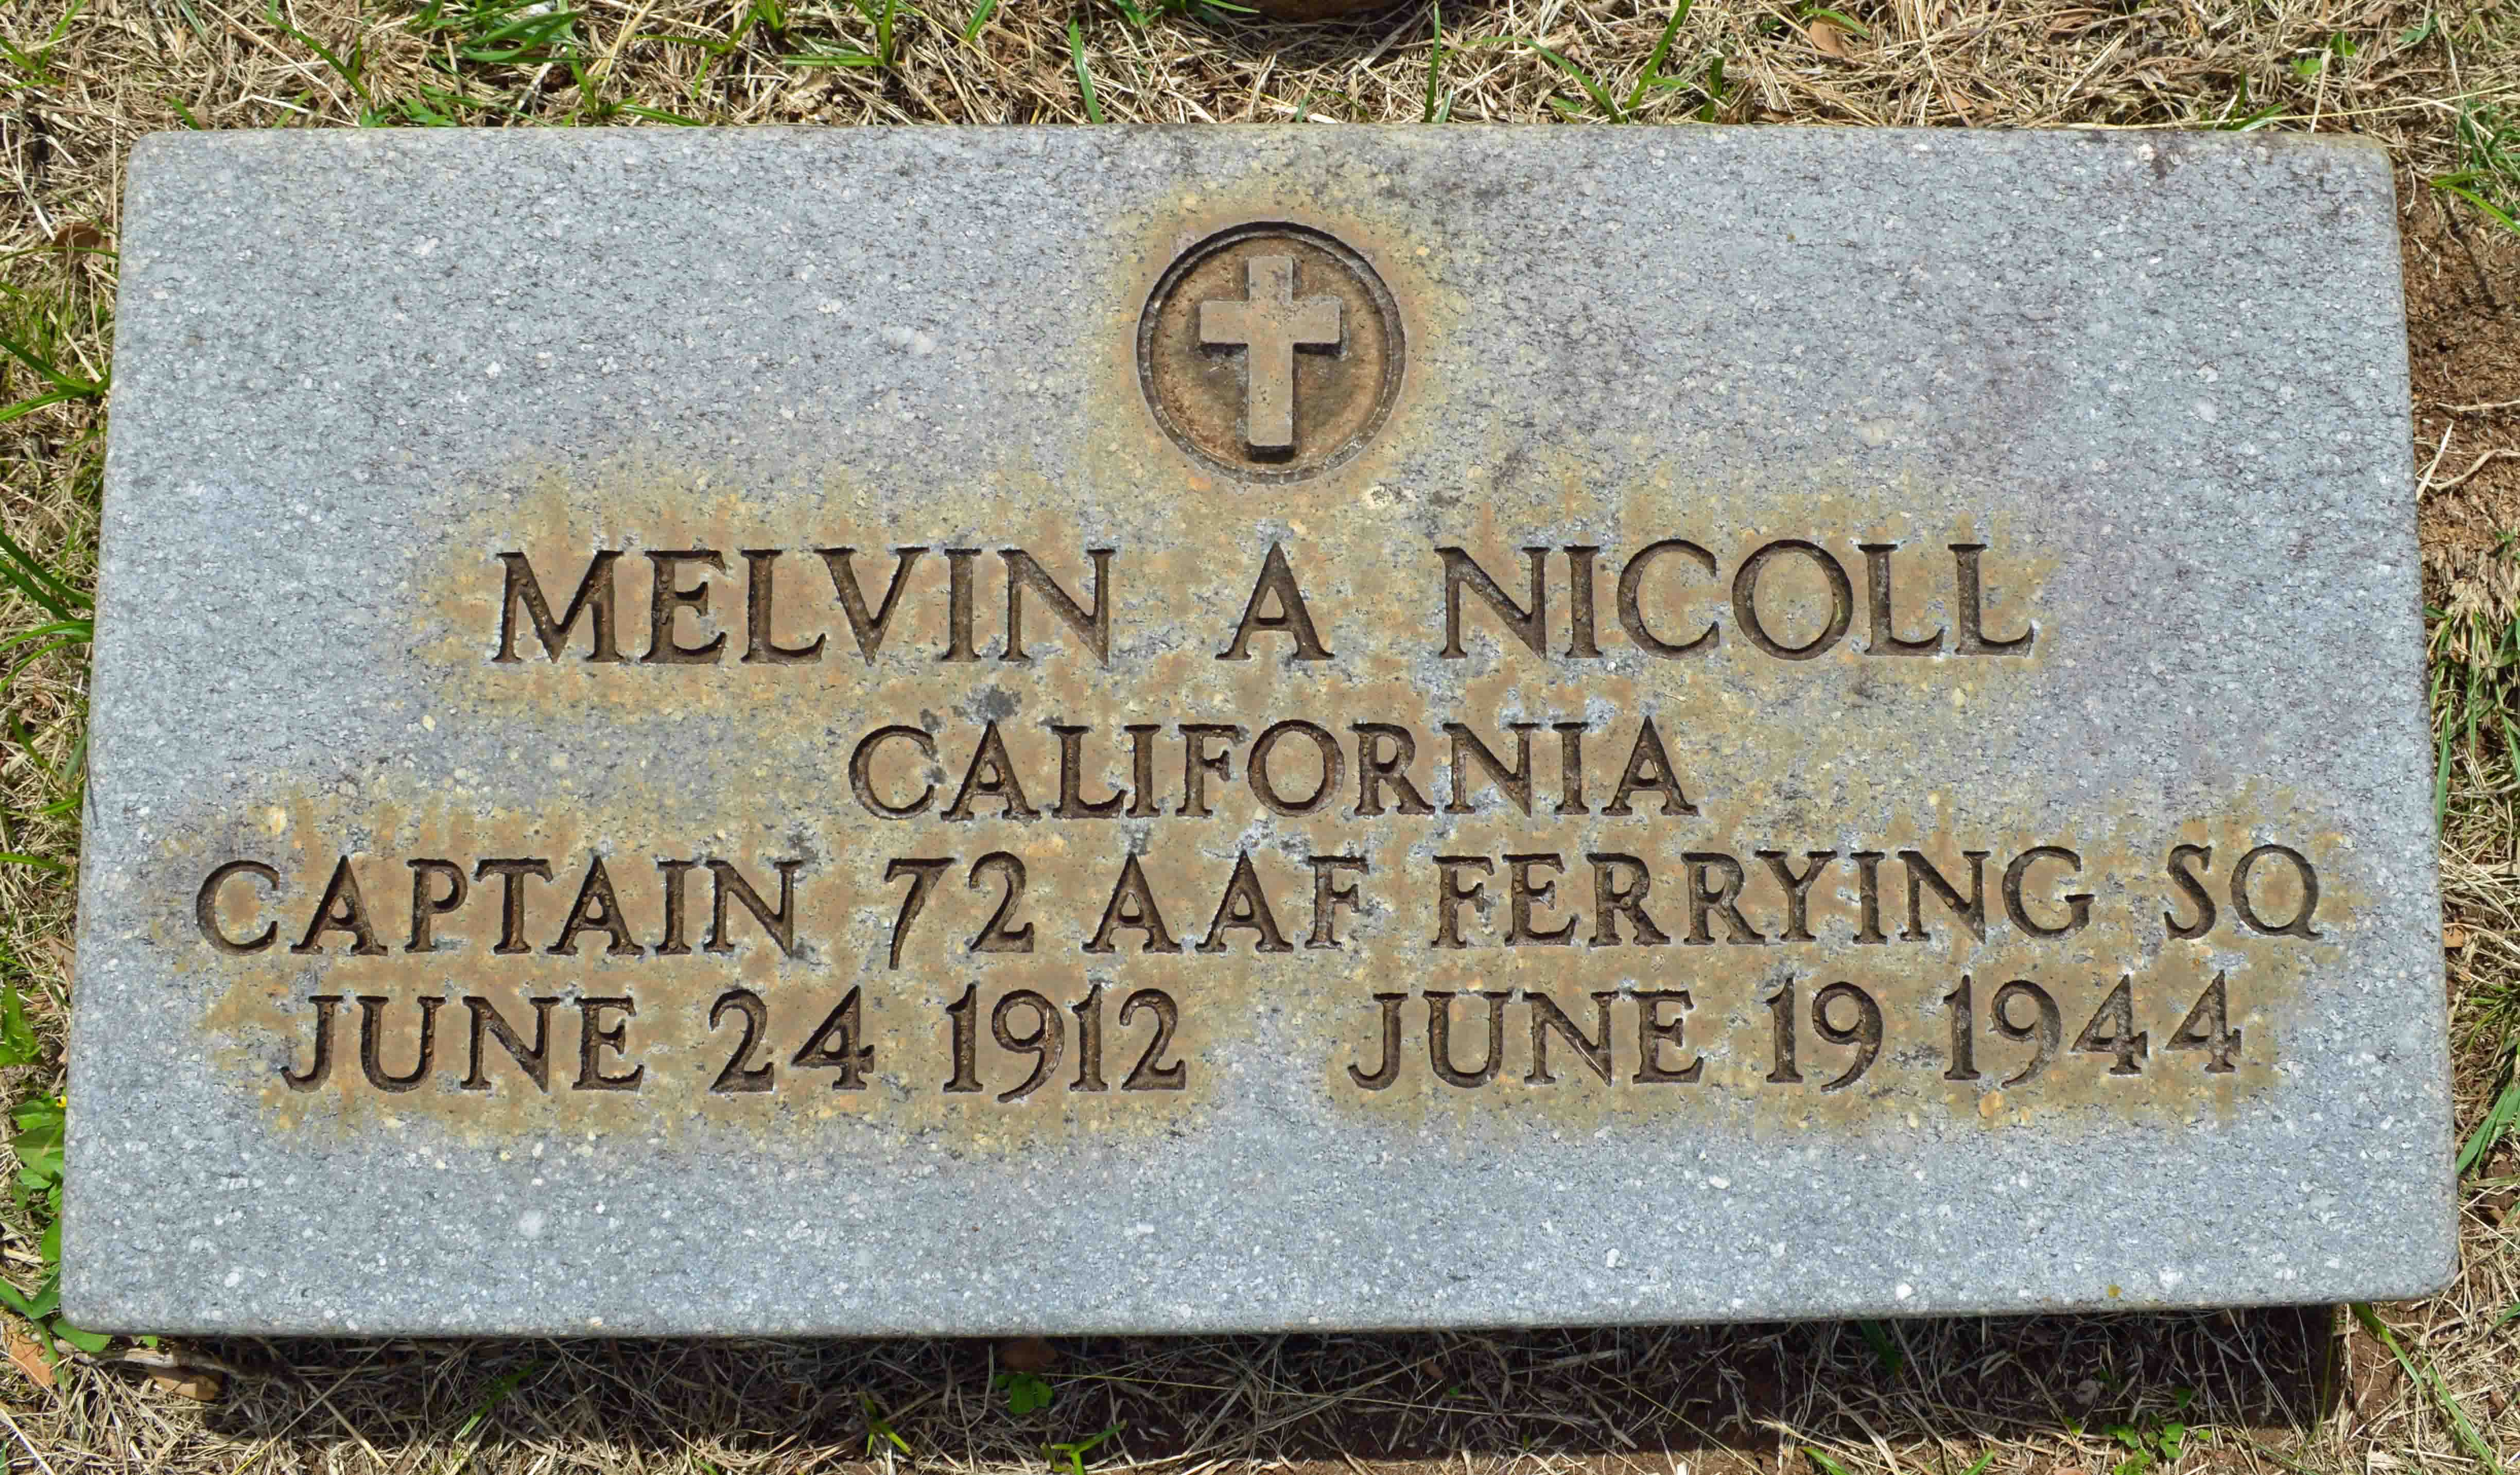 MELVIN A NICOLL
CALIFORNIA
CAPTAIN 72 AAF FERRYING SQ
JUNE 24 1912 JUNE 19 1944